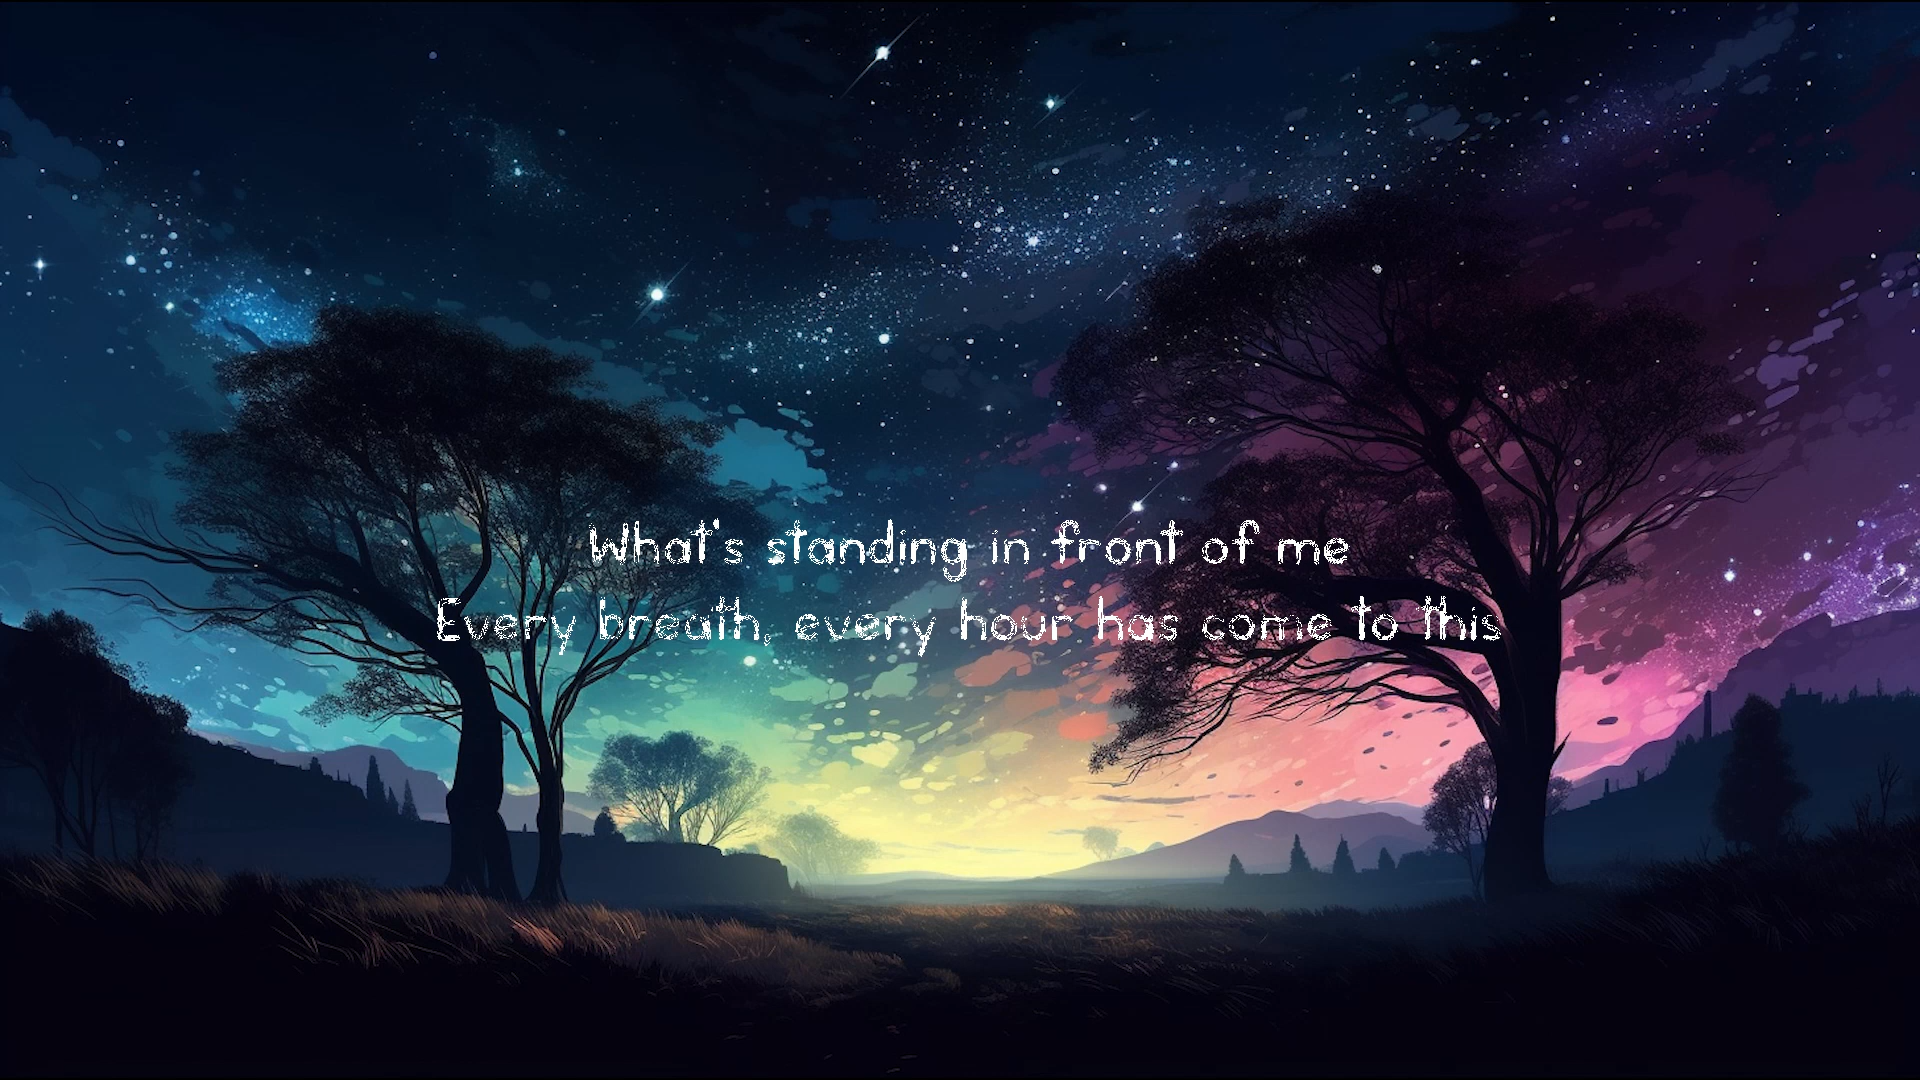 What's standing in front of me
Every breath, every hour has come to this